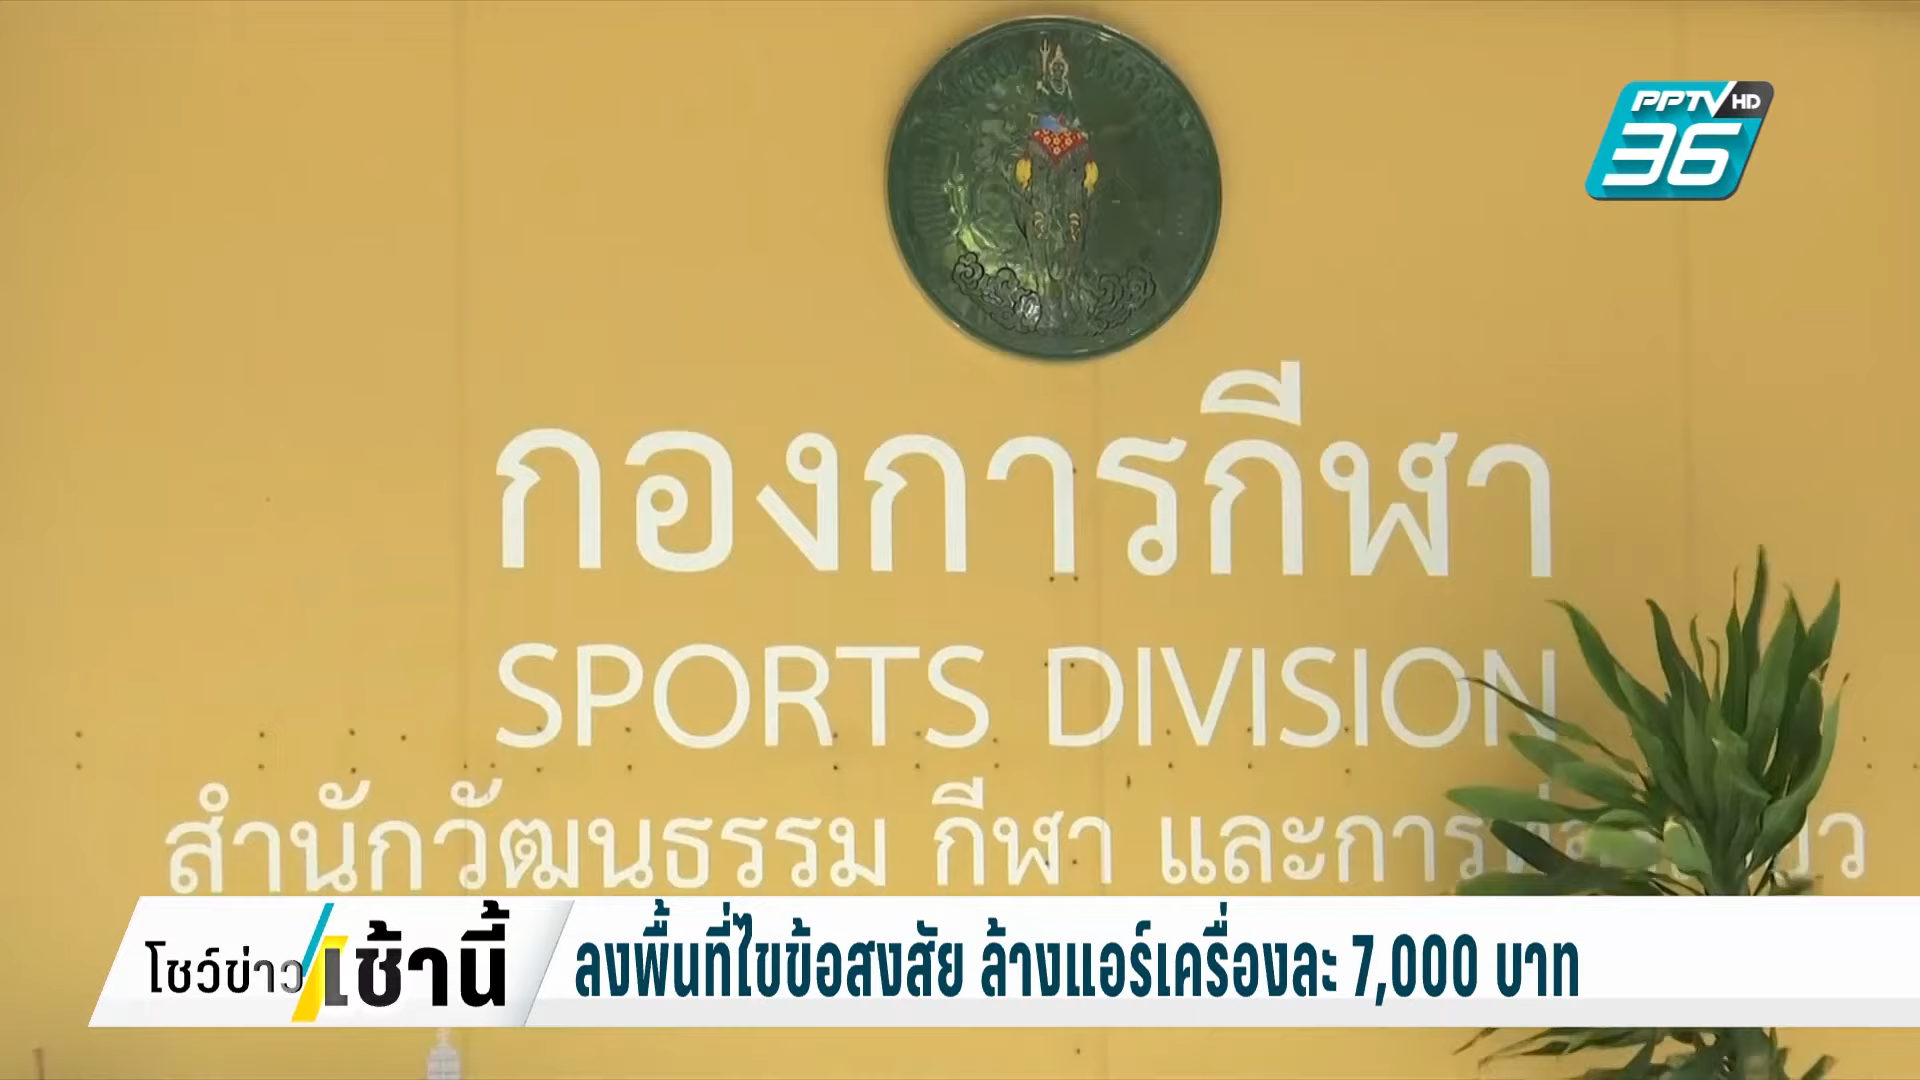 PPTV HD
36
กองการกีฬา
SPORTS DIVISION
สำนักวัฒนธรรม กีฬา และการ
โชว์ข่าว เช้านี้
ลงพื้นที่ไขข้อสงสัย ล้างแอร์เครื่องละ 7,000 บาท